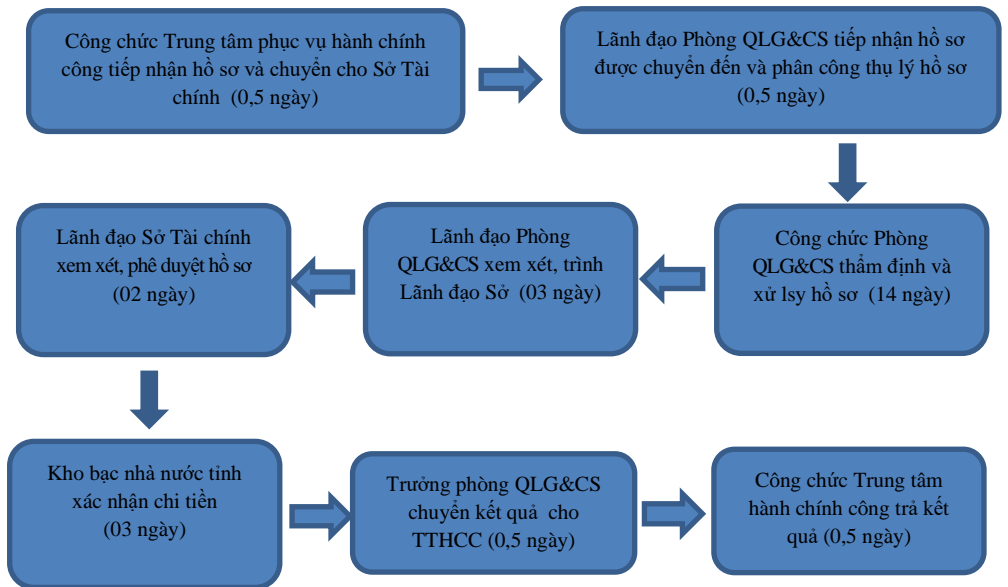 Công chức Trung tâm phục vụ hành chính
công tiếp nhận hồ sơ và chuyển cho Sở Tài
chính (0,5 ngày)
Lãnh đạo Phòng QLG&CS tiếp nhận hồ sơ
được chuyển đến và phân công thụ lý hồ sơ
(0,5 ngày)
Công chức Phòng
QLG&CS thẩm định và
xử lsy hồ sơ (14 ngày)
Lãnh đạo Phòng
QLG&CS xem xét, trình
Lãnh đạo Sở (03 ngày)
Lãnh đạo Sở Tài chính
xem xét, phê duyệt hồ sơ
(02 ngày)
Kho bạc nhà nước tỉnh
xác nhận chi tiền
(03 ngày)
Trưởng phòng QLG&CS
chuyển kết quả cho
TTHCC (0,5 ngày)
Công chức Trung tâm
hành chính công trả kết
quả (0,5 ngày)